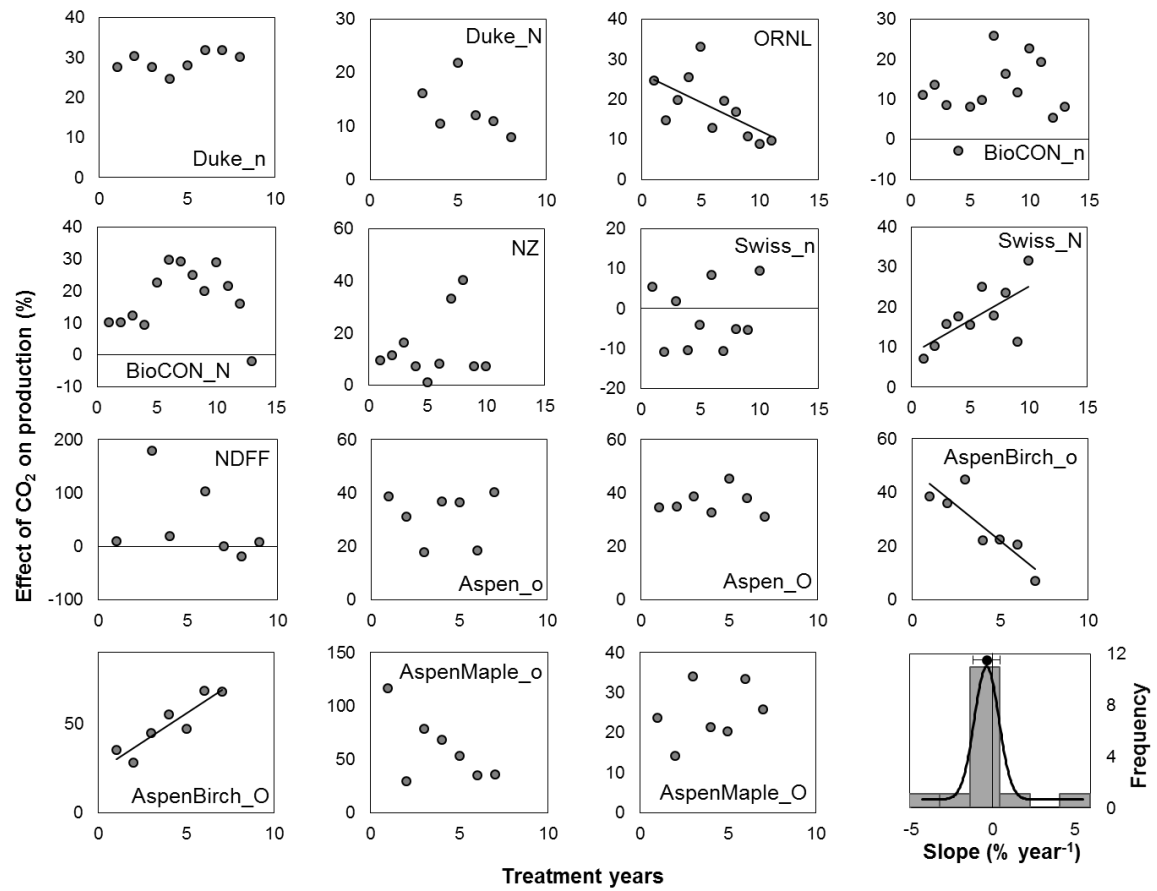 40
30
20
10
0
0 5 10
Duke_n
30
20
10
0
0 5 10
Duke_N
40
30
20
10
0
0 5 10 15
ORNL
30
20
10
0
-10
0 5 10 15
BioCON_n
40
30
20
10
0
-10
0 5 10 15
BioCON_N
60
40
20
0
0 5 10 15
NZ
20
10
0
-10
-20
0 5 10 15
Swiss_n
40
30
20
10
0
0 5 10 15
Swiss_N
200
100
0
-100
0 5 10
NDFF
60
40
20
0
0 5 10
Aspen_o
60
40
20
0
0 5 10
Aspen_O
60
40
20
0
0 5 10
AspenBirch_o
50
0
0 5 10
AspenBirch_O
150
100
50
0
0 5 10
AspenMaple_o
40
30
20
10
0
0 5 10
AspenMaple_O
12
8
4
0
Frequency
-5 0 5
Slope (% year⁻¹)
Effect of CO₂ on production (%)
Treatment years